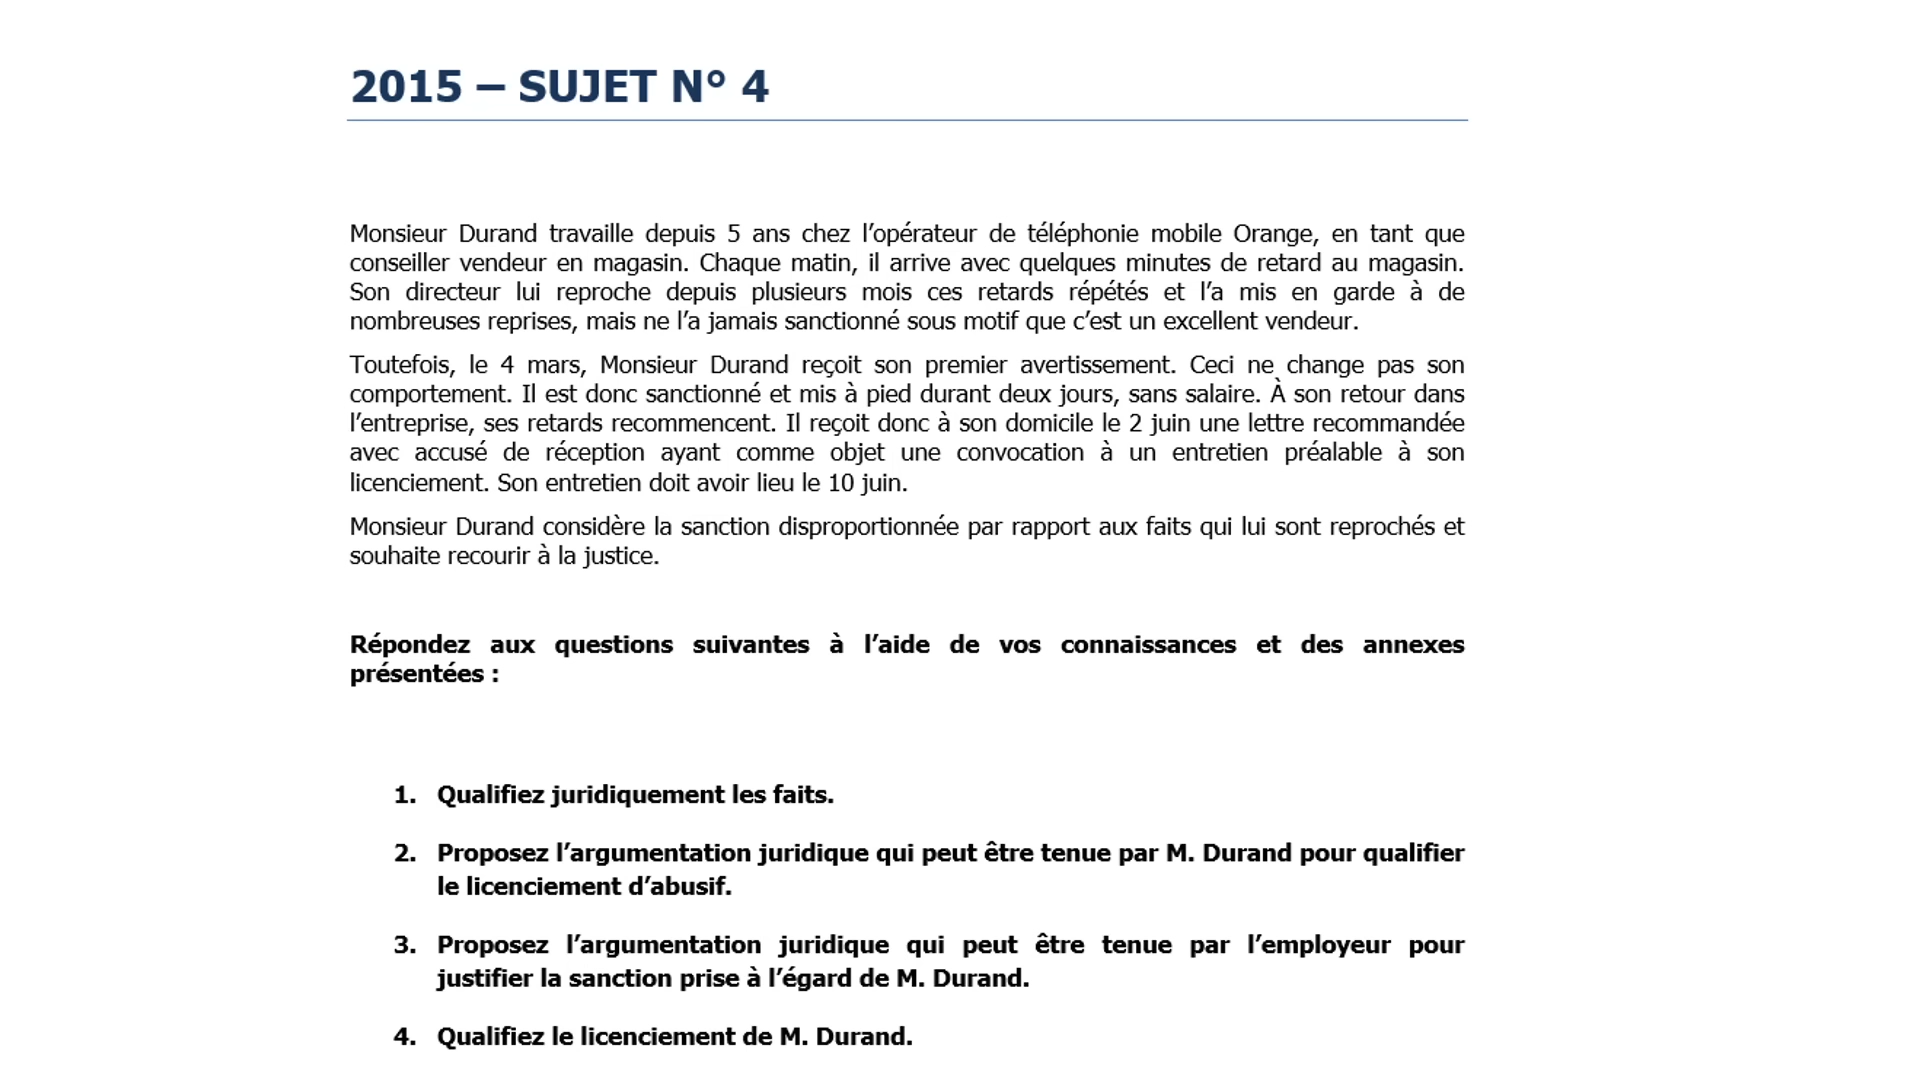 2015 – SUJET N° 4
Monsieur Durand travaille depuis 5 ans chez l’opérateur de téléphonie mobile Orange, en tant que
conseiller vendeur en magasin. Chaque matin, il arrive avec quelques minutes de retard au magasin.
Son directeur lui reproche depuis plusieurs mois ces retards répétés et l’a mis en garde à de
nombreuses reprises, mais ne l’a jamais sanctionné sous motif que c’est un excellent vendeur.
Toutefois, le 4 mars, Monsieur Durand reçoit son premier avertissement. Ceci ne change pas son
comportement. Il est donc sanctionné et mis à pied durant deux jours, sans salaire. À son retour dans
l’entreprise, ses retards recommencent. Il reçoit donc à son domicile le 2 juin une lettre recommandée
avec accusé de réception ayant comme objet une convocation à un entretien préalable à son
licenciement. Son entretien doit avoir lieu le 10 juin.
Monsieur Durand considère la sanction disproportionnée par rapport aux faits qui lui sont reprochés et
souhaite recourir à la justice.
Répondez aux questions suivantes à l’aide de vos connaissances et des annexes
présentées :
1. Qualifiez juridiquement les faits.
2. Proposez l’argumentation juridique qui peut être tenue par M. Durand pour qualifier
le licenciement d’abusif.
3. Proposez l’argumentation juridique qui peut être tenue par l’employeur pour
justifier la sanction prise à l’égard de M. Durand.
4. Qualifiez le licenciement de M. Durand.